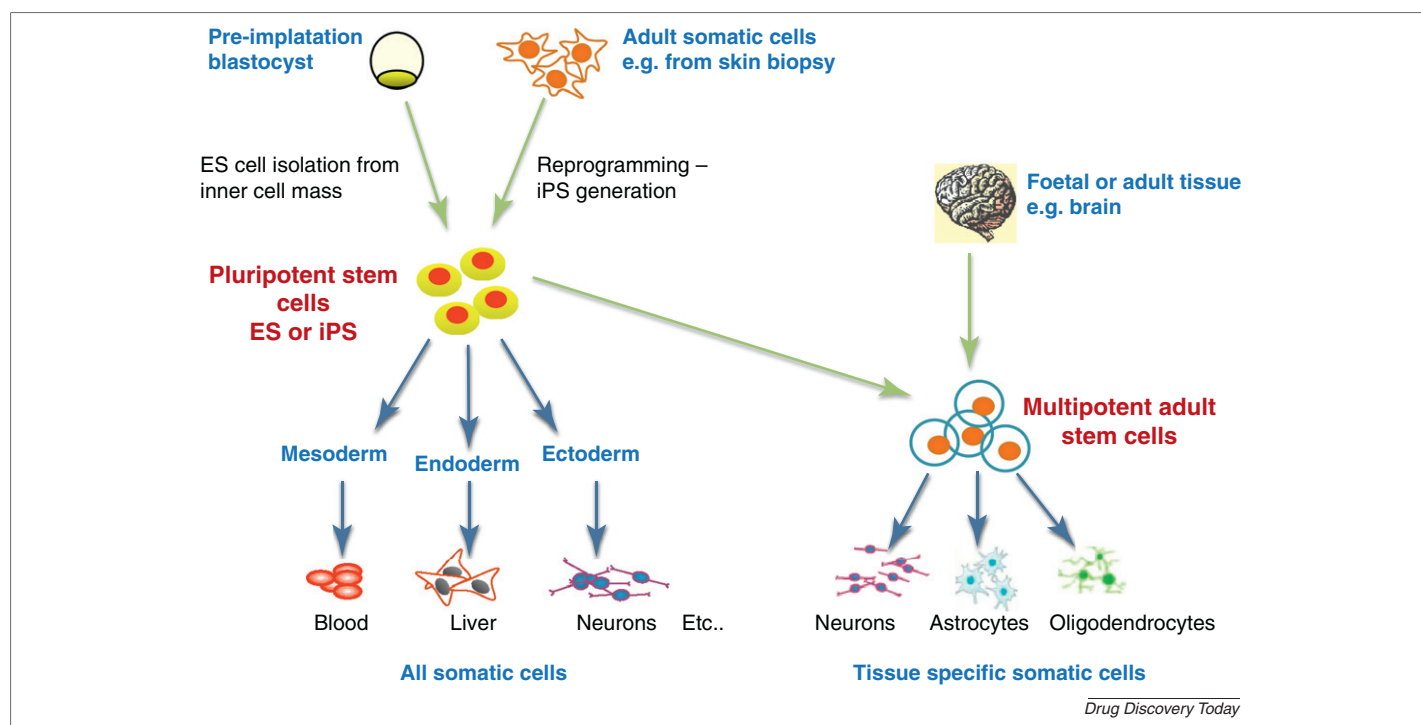 Pre-implatation
blastocyst
Adult somatic cells
e.g. from skin biopsy
ES cell isolation from
inner cell mass
Reprogramming –
iPS generation
Foetal or adult tissue
e.g. brain
Pluripotent stem
cells
ES or iPS
Multipotent adult
stem cells
Mesoderm
Endoderm
Ectoderm
Blood
Liver
Neurons
Etc..
Neurons
Astrocytes
Oligodendrocytes
All somatic cells
Tissue specific somatic cells
Drug Discovery Today